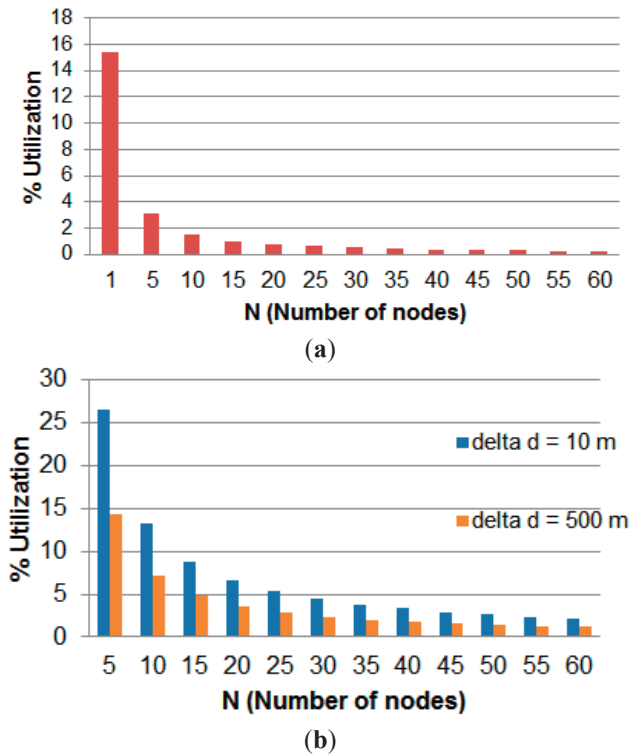 18
16
14
12
10
8
6
4
2
0
% Utilization
1 5 10 15 20 25 30 35 40 45 50 55 60
N (Number of nodes)
(a)
30
25
20
15
10
5
0
% Utilization
delta d = 10 m
delta d = 500 m
5 10 15 20 25 30 35 40 45 50 55 60
N (Number of nodes)
(b)